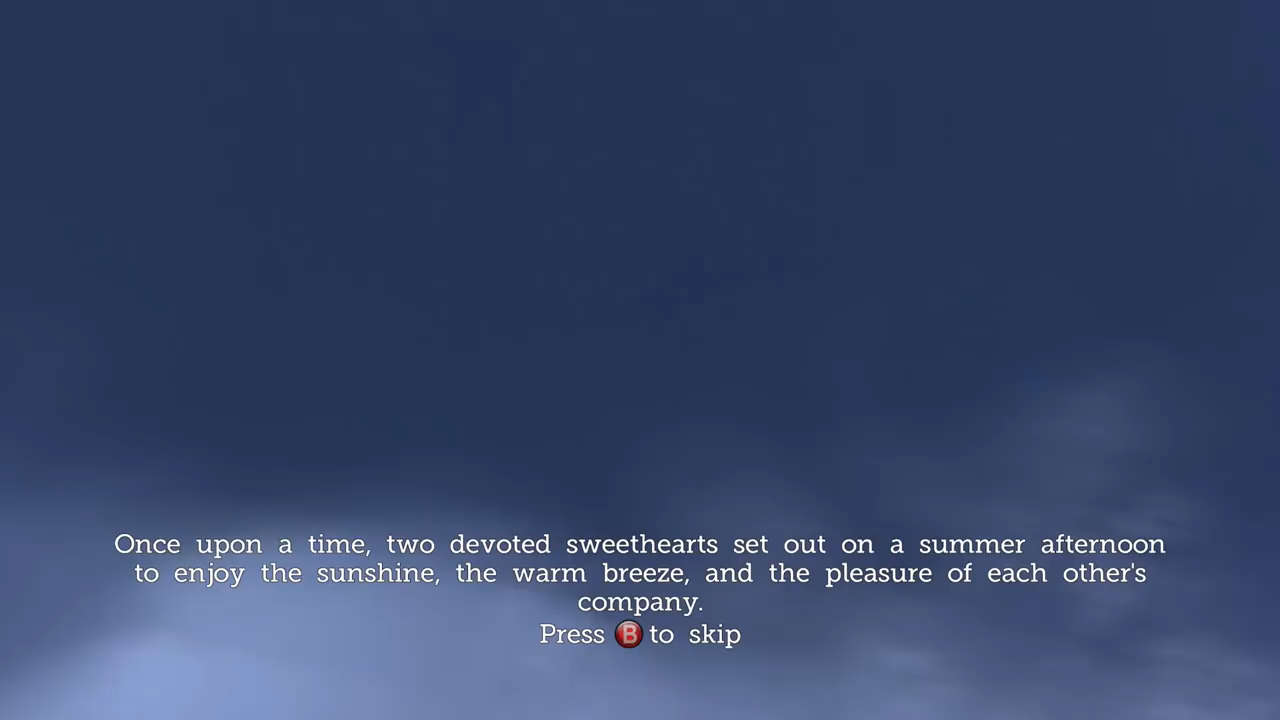 Once upon a time, two devoted sweethearts set out on a summer afternoon
to enjoy the sunshine, the warm breeze, and the pleasure of each other's
company.
Press B to skip